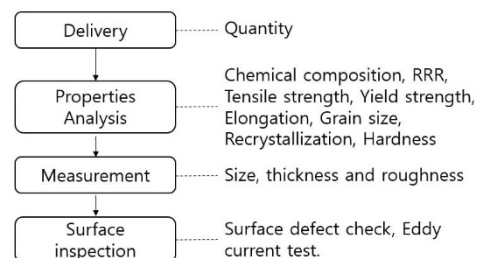 Delivery
Quantity
Properties
Analysis
Chemical composition, RRR,
Tensile strength, Yield strength,
Elongation, Grain size,
Recrystallization, Hardness
Measurement
Size, thickness and roughness
Surface
inspection
Surface defect check, Eddy
current test.